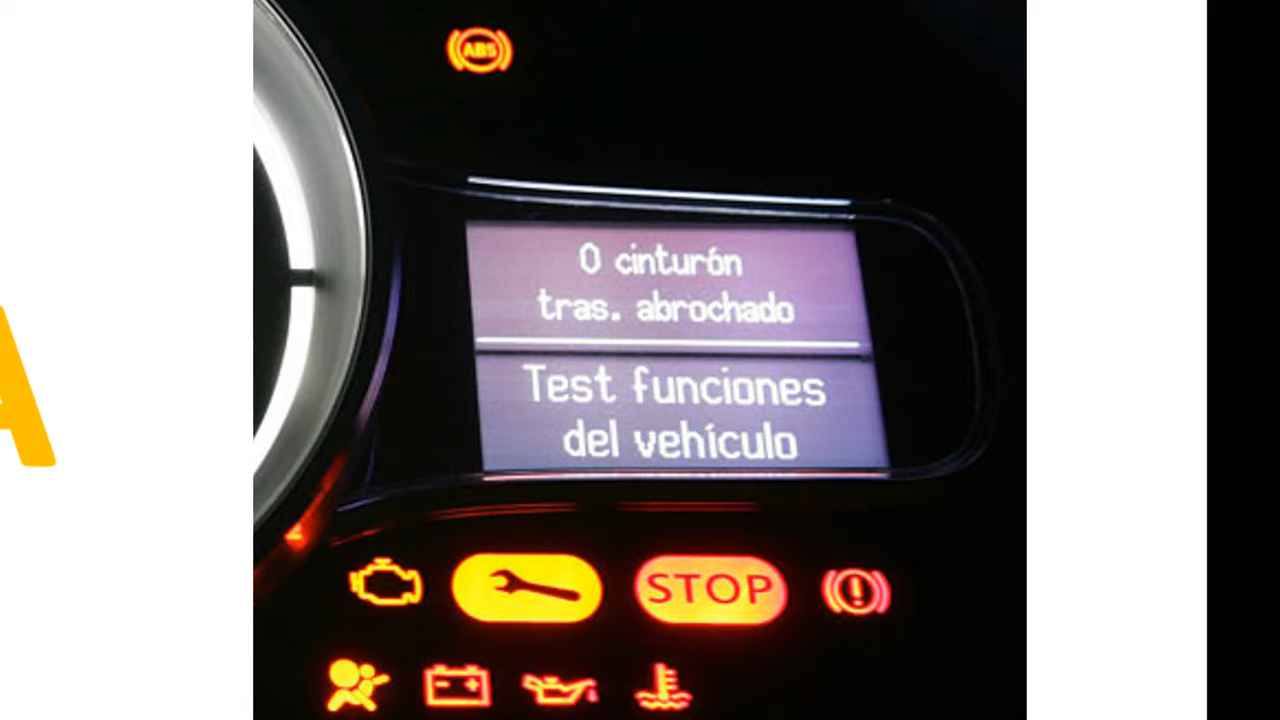 A
ABS
0 cinturón
tras. abrochado
Test funciones
del vehículo
STOP